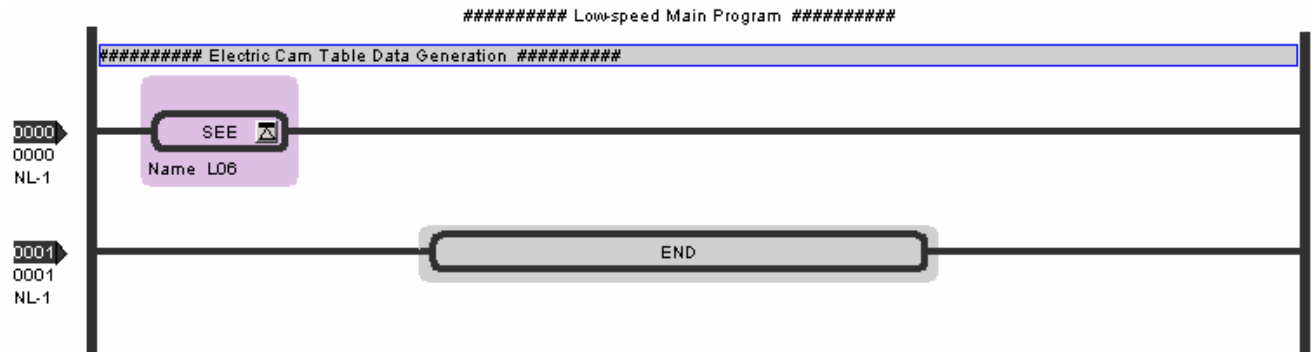 ########## Low-speed Main Program ##########
########## Electric Cam Table Data Generation ##########
0000 SEE
0000
NL-1
Name L06
0001 END
0001
NL-1